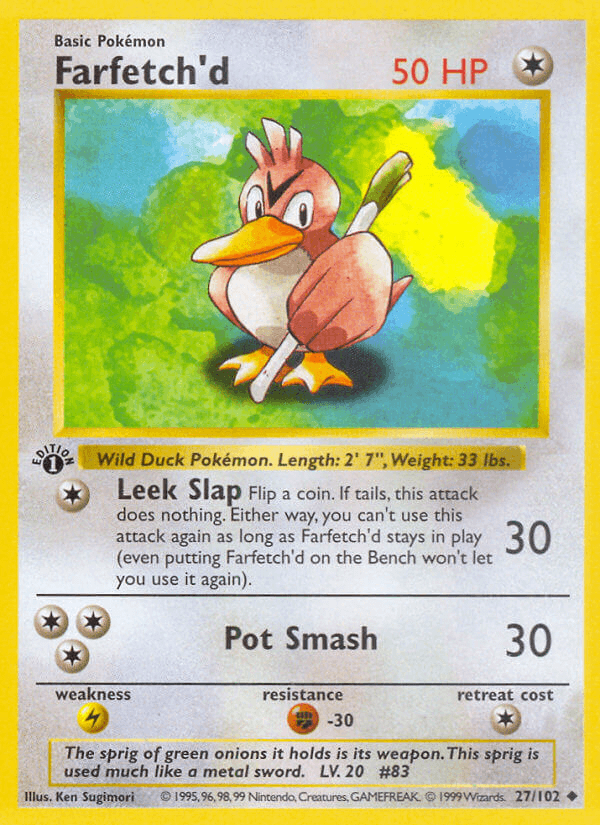 Basic Pokémon
Farfetch'd
50 HP
EDITION
1
Wild Duck Pokémon. Length: 2' 7", Weight: 33 lbs.
Leek Slap Flip a coin. If tails, this attack
does nothing. Either way, you can't use this
attack again as long as Farfetch'd stays in play
(even putting Farfetch'd on the Bench won't let
you use it again).
30
Pot Smash
30
weakness
resistance
retreat cost
-30
The sprig of green onions it holds is its weapon. This sprig is
used much like a metal sword. LV. 20 #83
Illus. Ken Sugimori © 1995, 96, 98, 99 Nintendo, Creatures, GAMEFREAK. © 1999 Wizards. 27/102